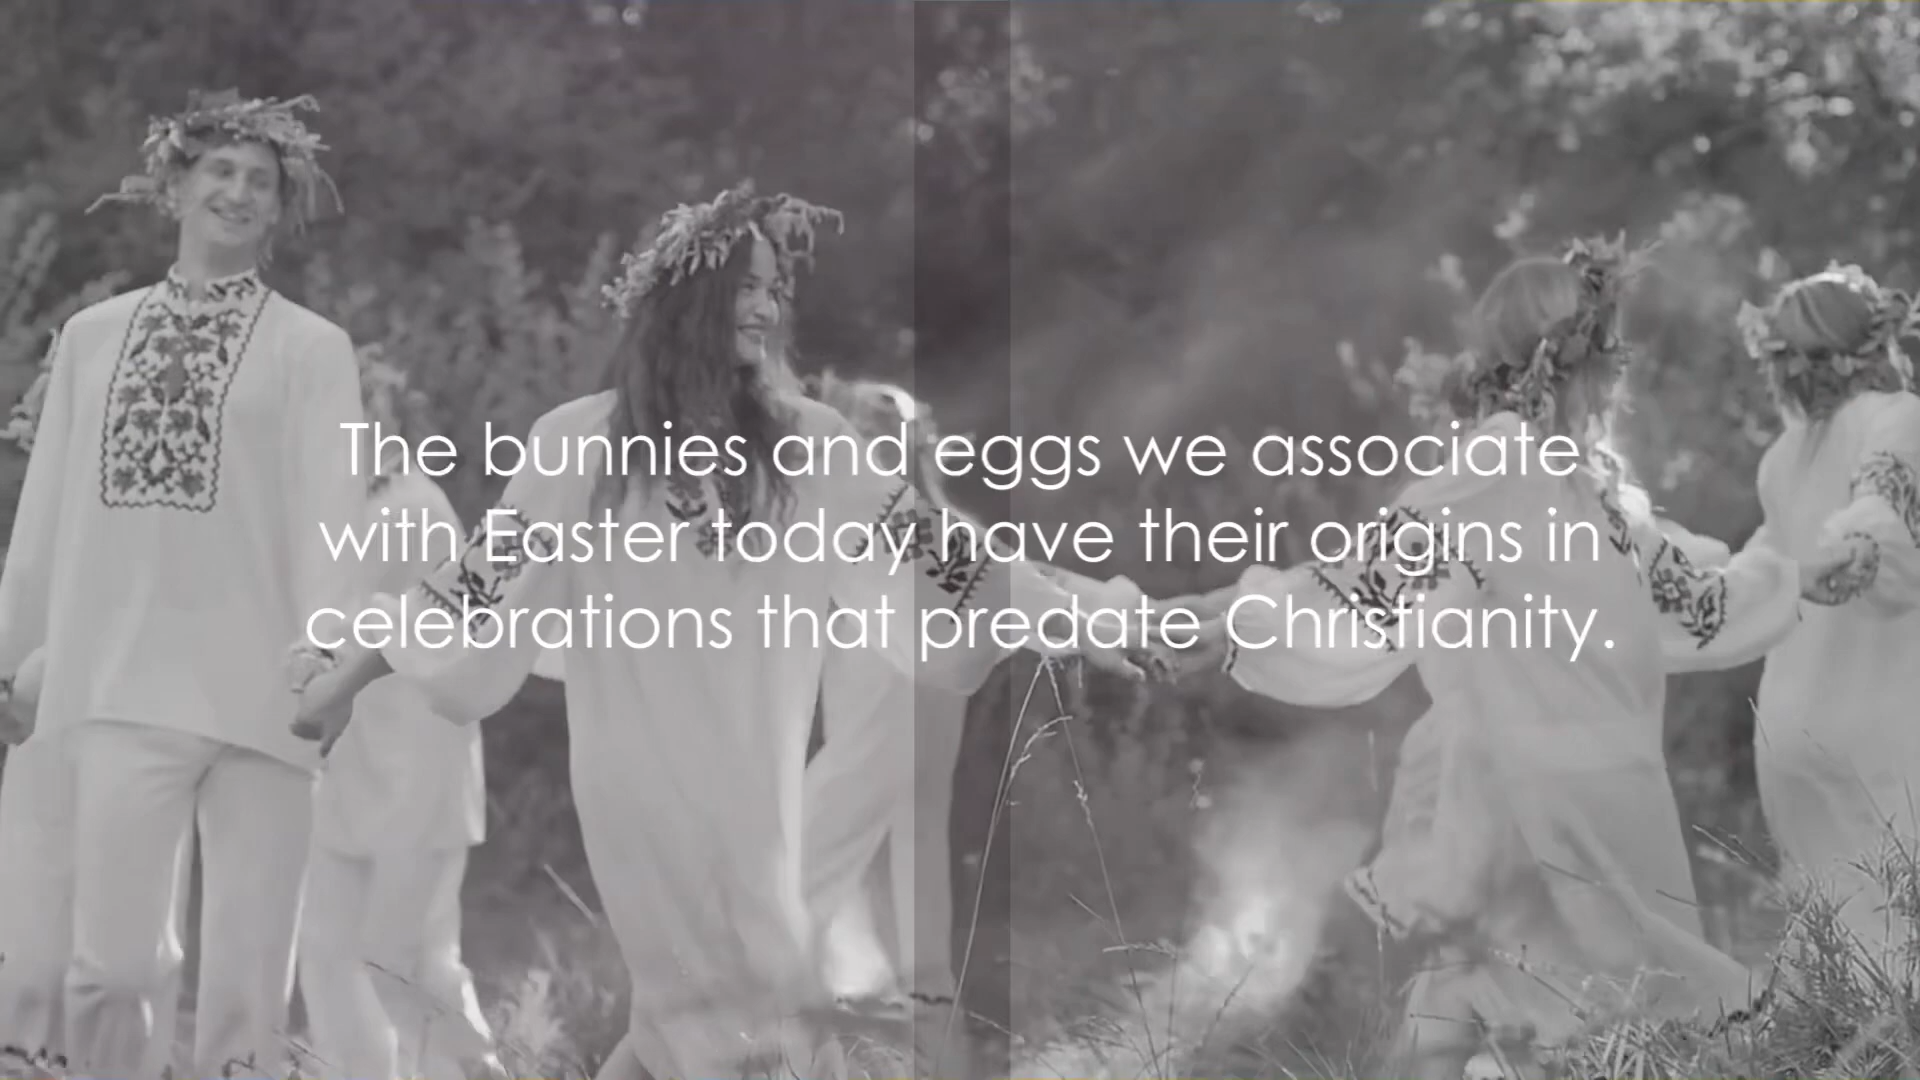 The bunnies and eggs we associate
with Easter today have their origins in
celebrations that predate Christianity.